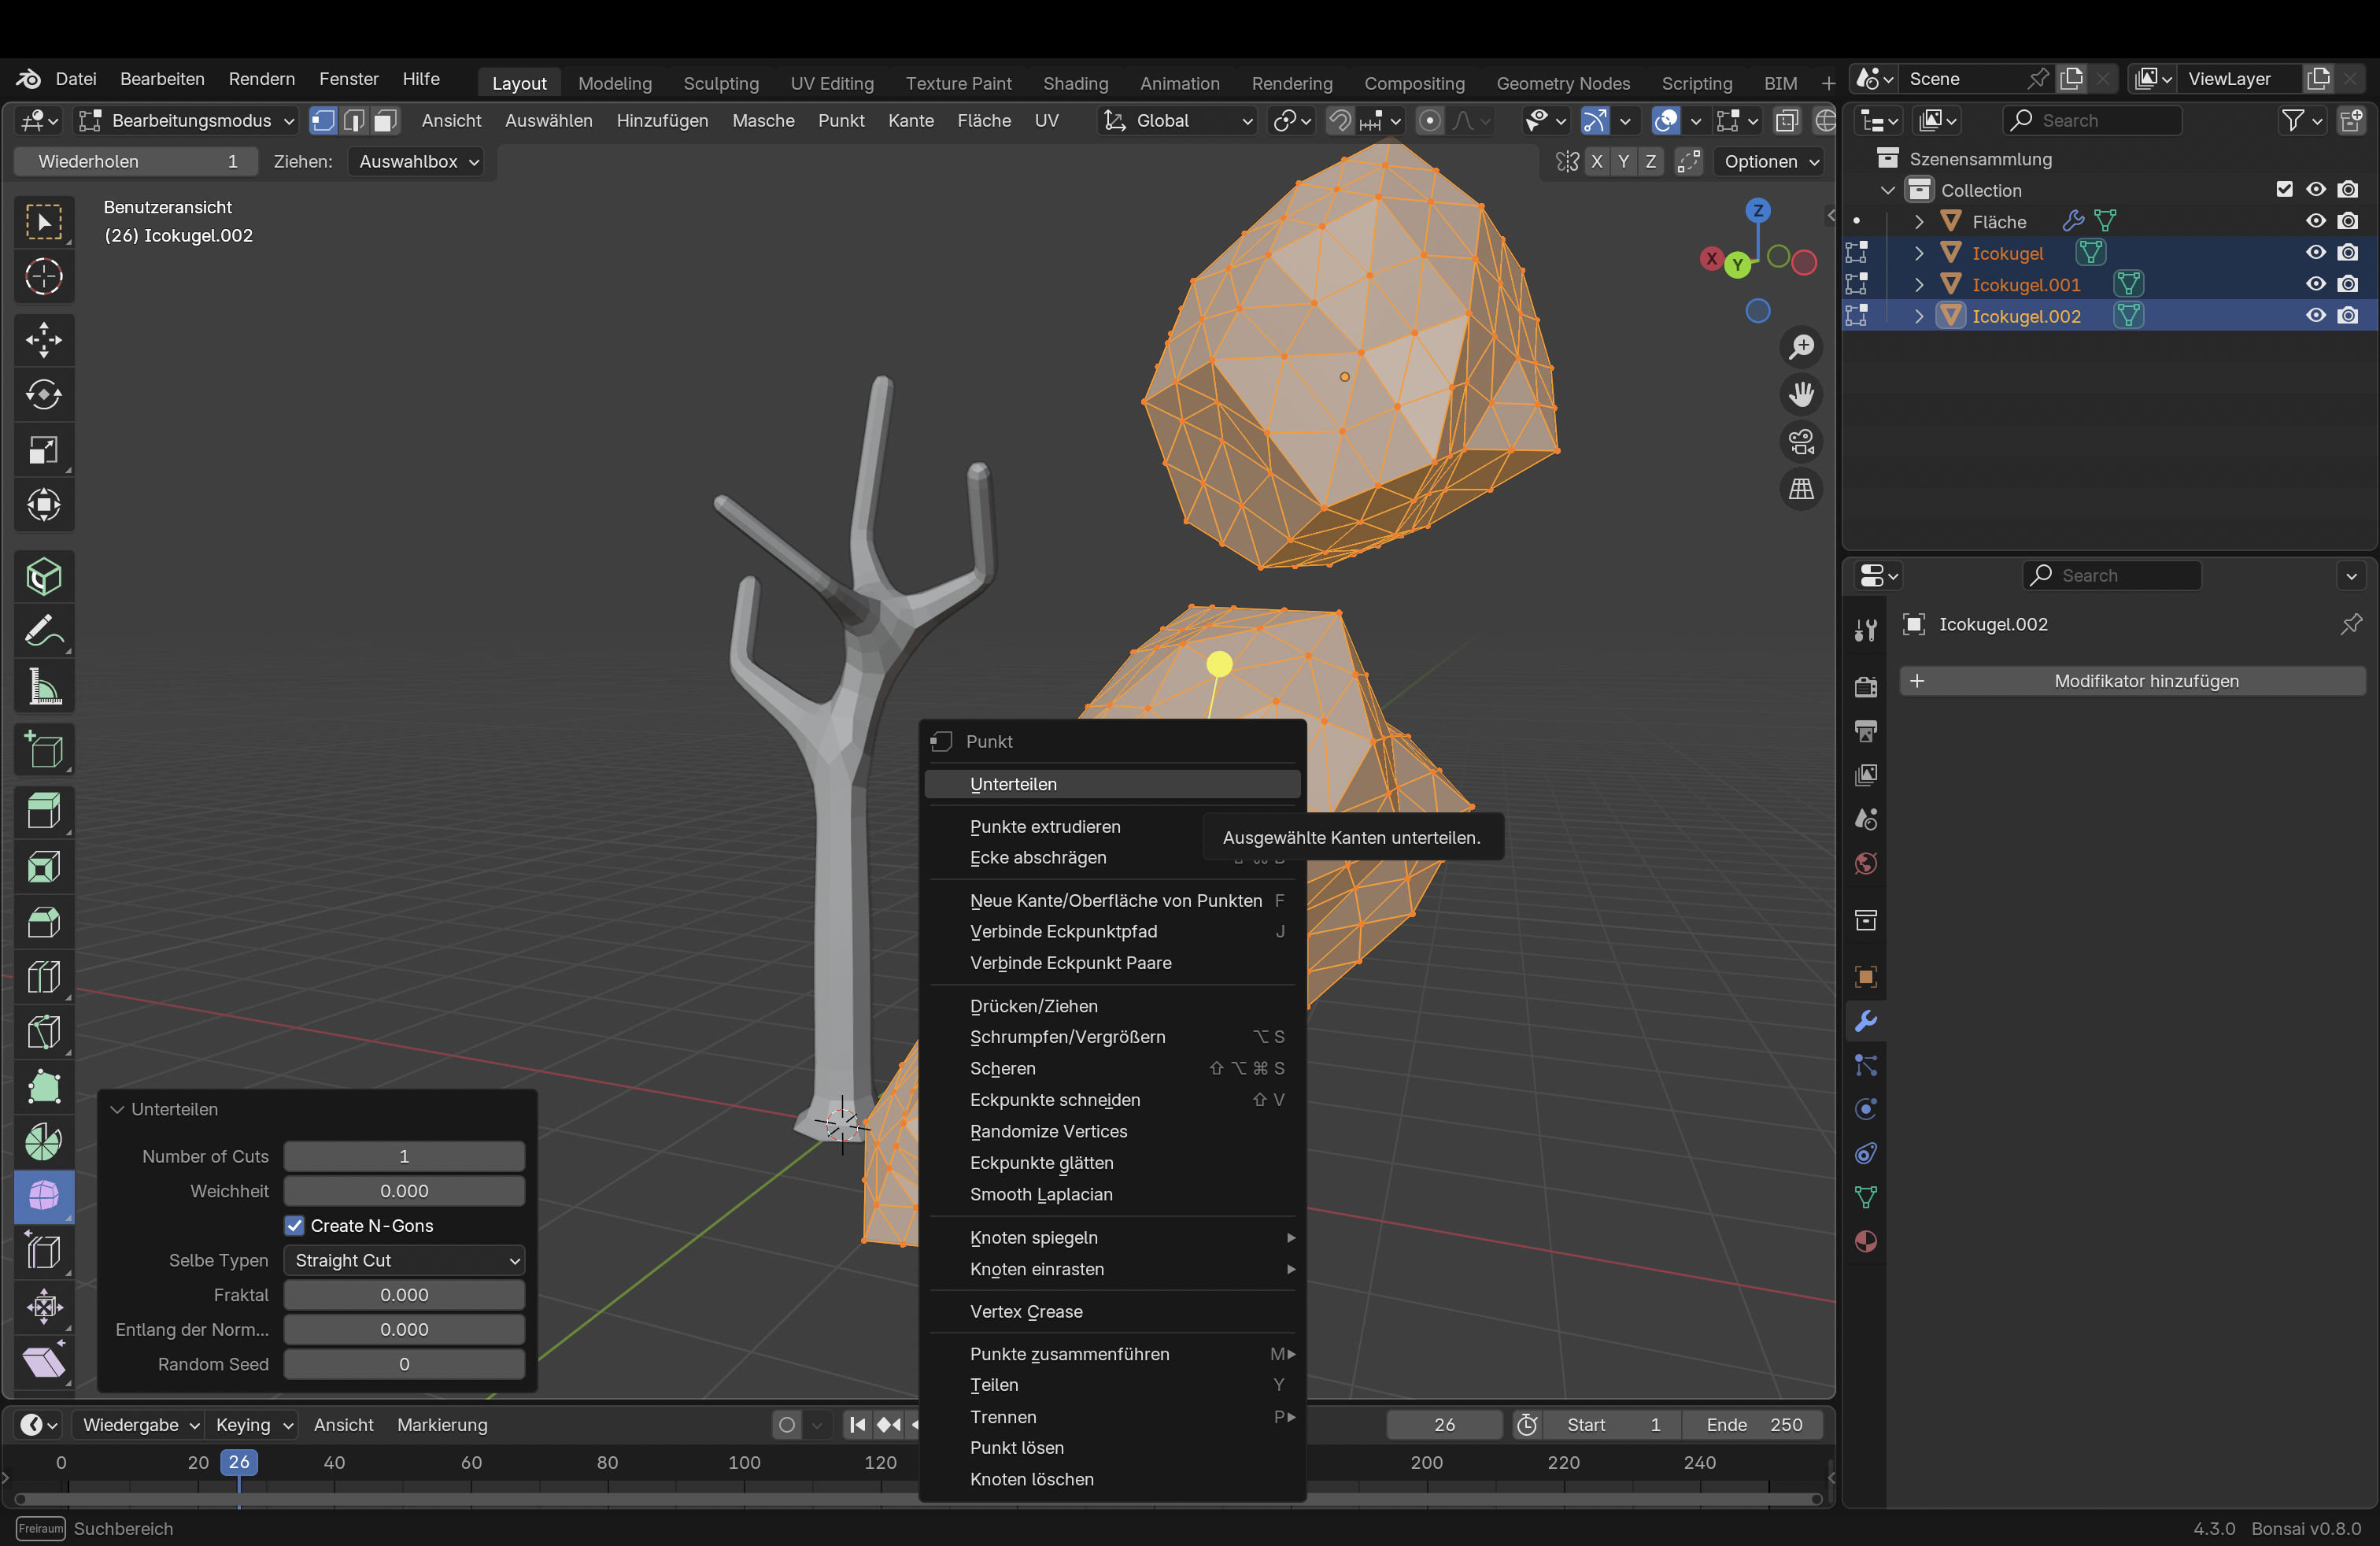 Datei Bearbeiten Rendern Fenster Hilfe Layout Modeling Sculpting UV Editing Texture Paint Shading Animation Rendering Compositing Geometry Nodes Scripting BIM + Scene ViewLayer
Bearbeitungsmodus Ansicht Auswählen Hinzufügen Masche Punkt Kante Fläche UV Global Search
Wiederholen 1 Ziehen: Auswahlbox X Y Z Optionen
Benutzeransicht
(26) Icokugel.002
Z
X
Y
Szenensammlung
Collection
Fläche
Icokugel
Icokugel.001
Icokugel.002
Search
Icokugel.002
+ Modifikator hinzufügen
Punkt
Unterteilen
Punkte extrudieren
Ecke abschrägen
Ausgewählte Kanten unterteilen.
Neue Kante/Oberfläche von Punkten F
Verbinde Eckpunktpfad J
Verbinde Eckpunkt Paare
Drücken/Ziehen
Schrumpfen/Vergrößern ⌥ S
Scheren ⇧ ⌥ ⌘ S
Eckpunkte schneiden ⇧ V
Randomize Vertices
Eckpunkte glätten
Smooth Laplacian
Knoten spiegeln
Knoten einrasten
Vertex Crease
Punkte zusammenführen M
Teilen Y
Trennen P
Punkt lösen
Knoten löschen
Unterteilen
Number of Cuts 1
Weichheit 0.000
Create N-Gons
Selbe Typen Straight Cut
Fraktal 0.000
Entlang der Norm... 0.000
Random Seed 0
Wiedergabe Keying Ansicht Markierung 26 Start 1 Ende 250
0 20 26 40 60 80 100 120 200 220 240
Freiraum Suchbereich 4.3.0 Bonsai v0.8.0